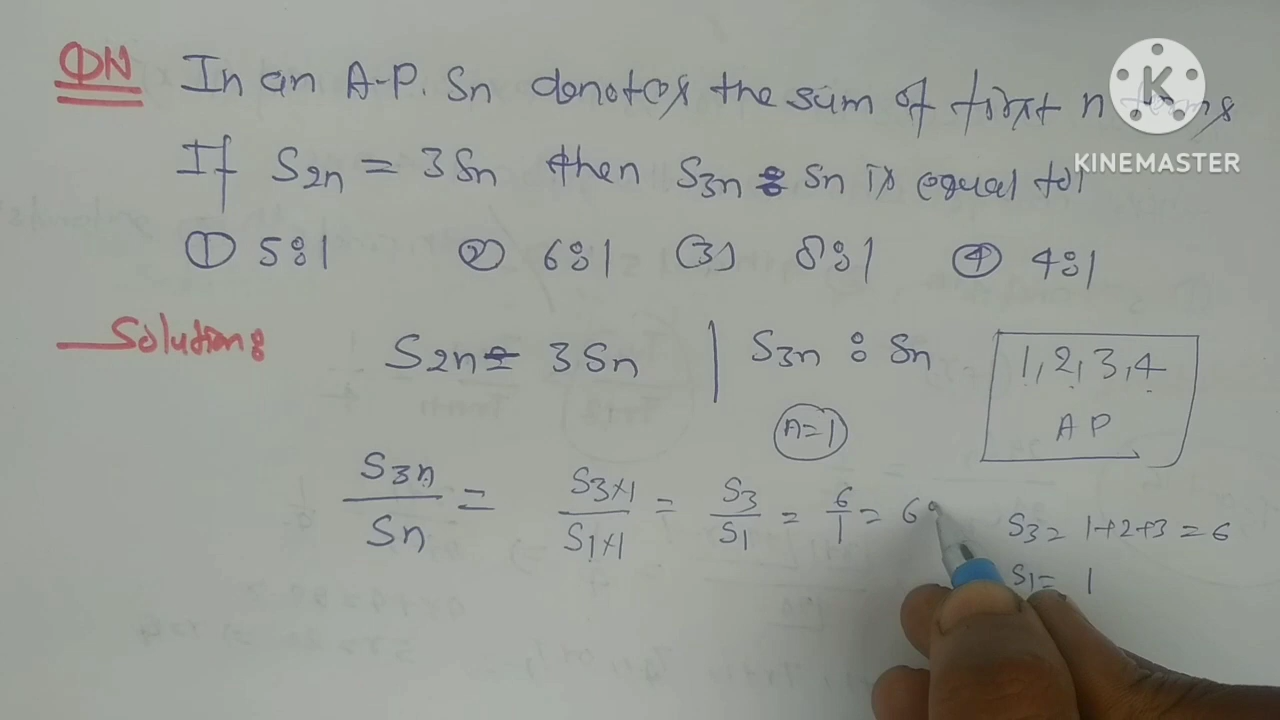 QN In an A-P. Sn denotes the sum of first n terms
If S2n = 3Sn then S3n : Sn is equal to
① 5:1 ② 6:1 (3) 8:1 ④ 4:1
Solution:
S2n = 3Sn | S3n : Sn
1, 2, 3, 4
AP
n=1
S3n/Sn = S3×1/S1×1 = S3/S1 = 6/1 = 6:
S3 = 1+2+3 = 6
S1 = 1
K
KINEMASTER